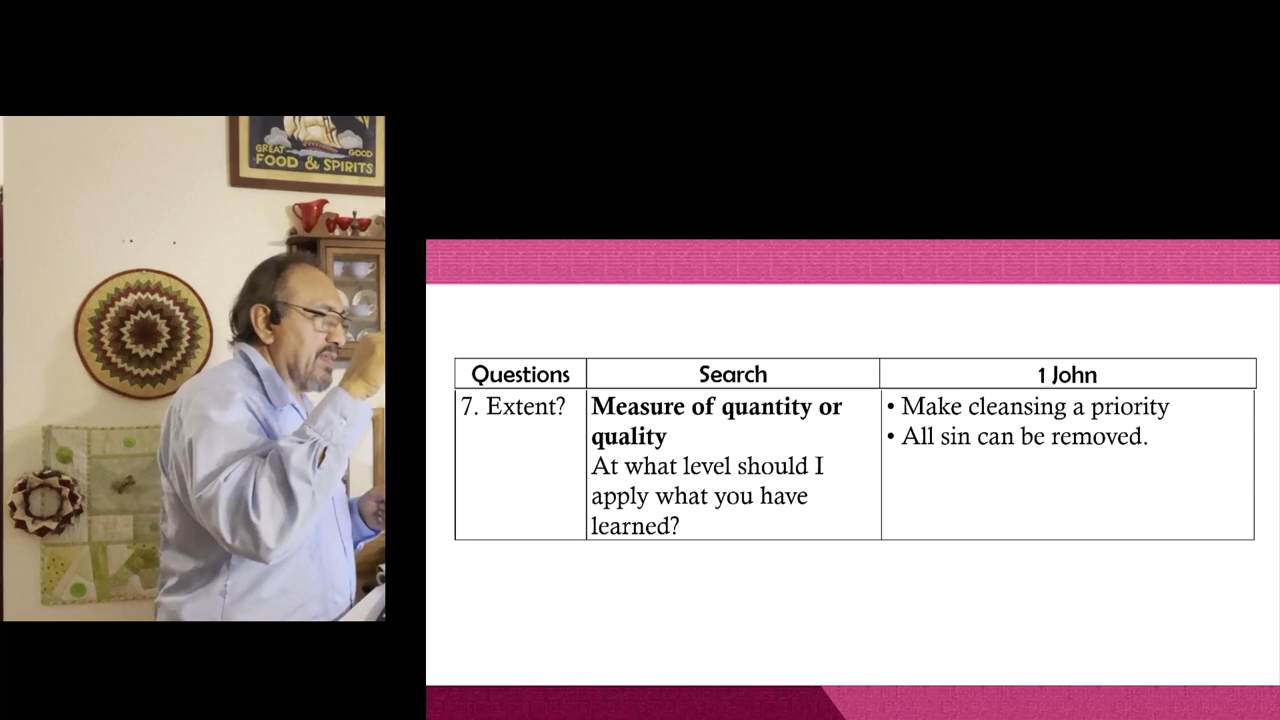 GREAT GOOD
FOOD & SPIRITS
Questions Search 1 John
7. Extent? Measure of quantity or • Make cleansing a priority
quality • All sin can be removed.
At what level should I
apply what you have
learned?